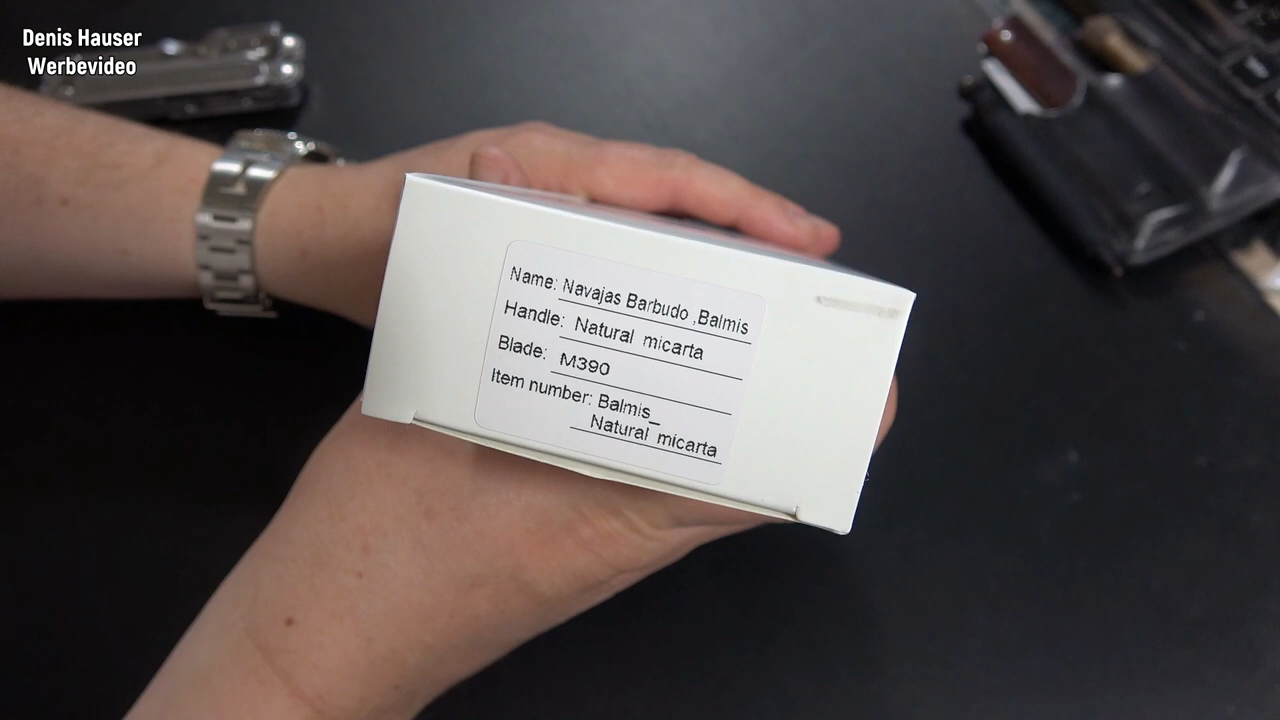 Denis Hauser
Werbevideo
Name: Navajas Barbudo ,Balmis
Handle: Natural micarta
Blade: M390
Item number: Balmis_
Natural micarta